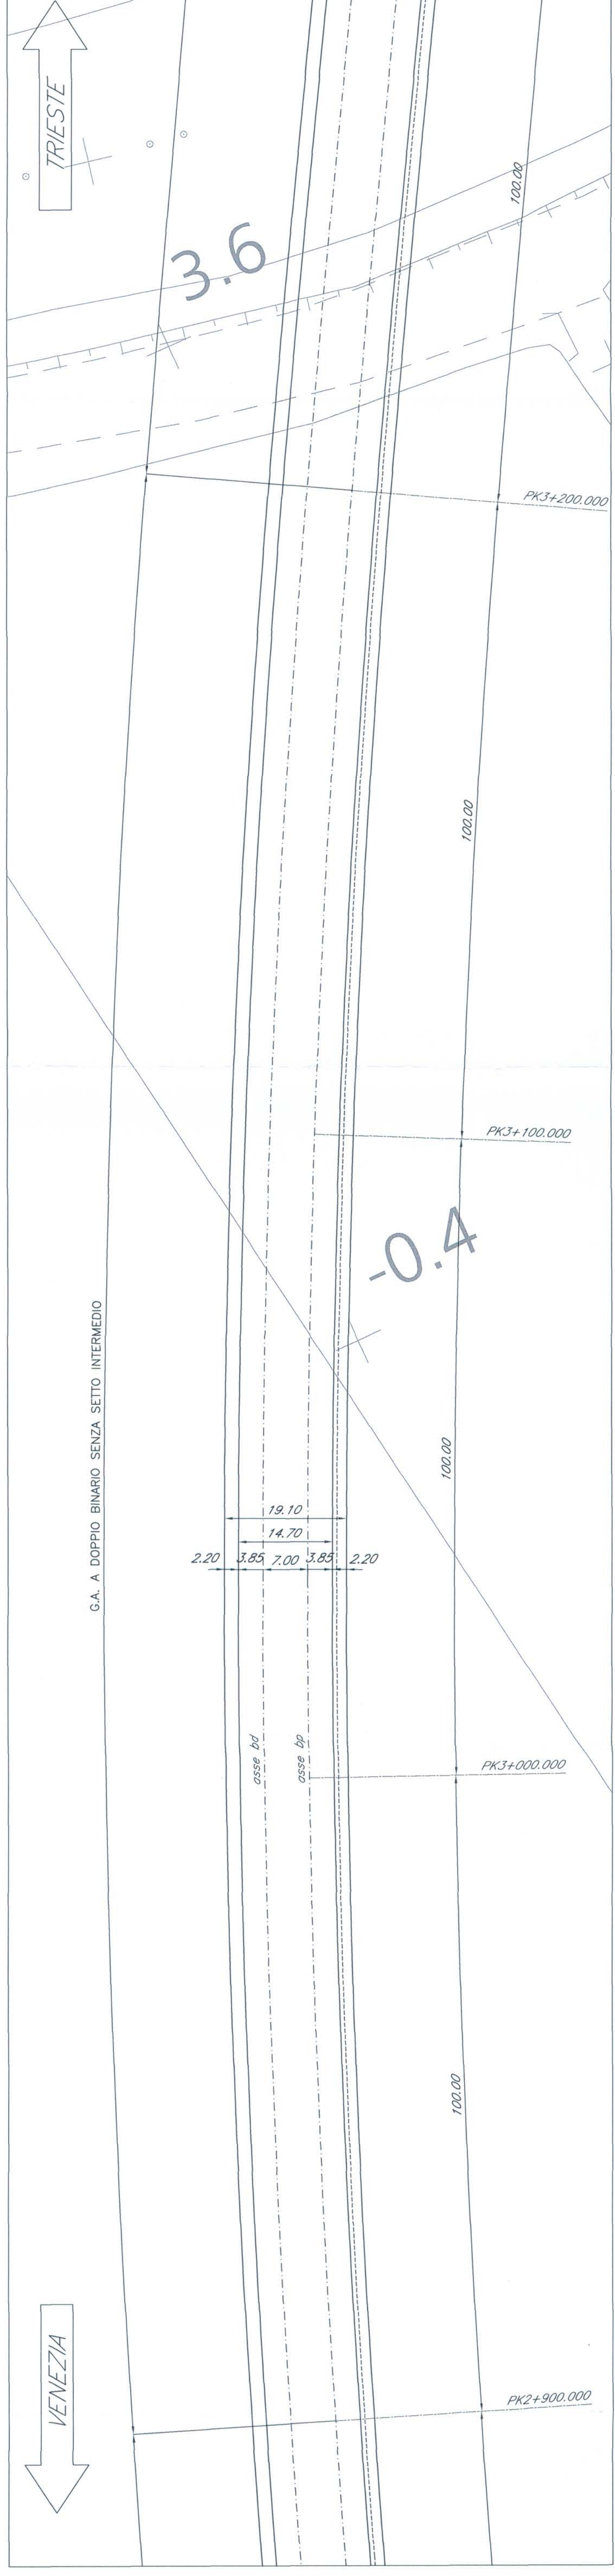 TRIESTE
100.00
3.6
PK3+200.000
100.00
PK3+100.000
-0.4
G.A. A DOPPIO BINARIO SENZA SETTO INTERMEDIO
100.00
19.10
14.70
2.20 3.85 7.00 3.85 2.20
asse bd
asse bp
PK3+000.000
100.00
VENEZIA
PK2+900.000